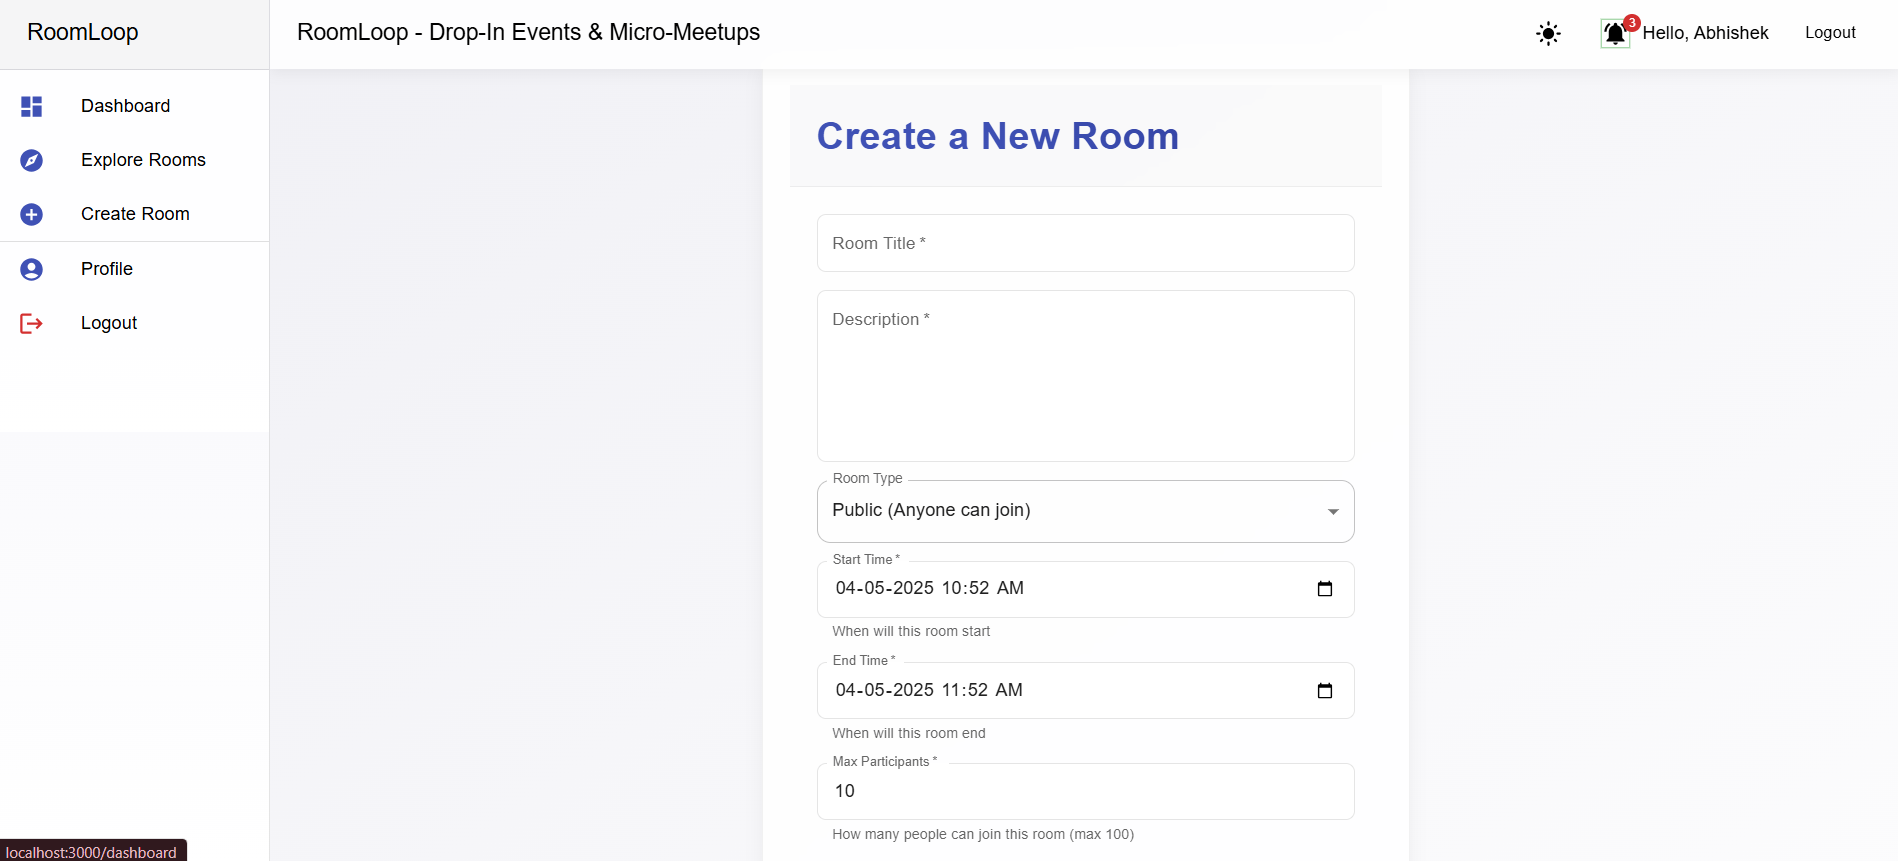 RoomLoop
RoomLoop - Drop-In Events & Micro-Meetups
3
Hello, Abhishek
Logout
Dashboard
Explore Rooms
Create Room
Profile
Logout
Create a New Room
Room Title *
Description *
Room Type
Public (Anyone can join)
Start Time *
04-05-2025 10:52 AM
When will this room start
End Time *
04-05-2025 11:52 AM
When will this room end
Max Participants *
10
How many people can join this room (max 100)
localhost:3000/dashboard